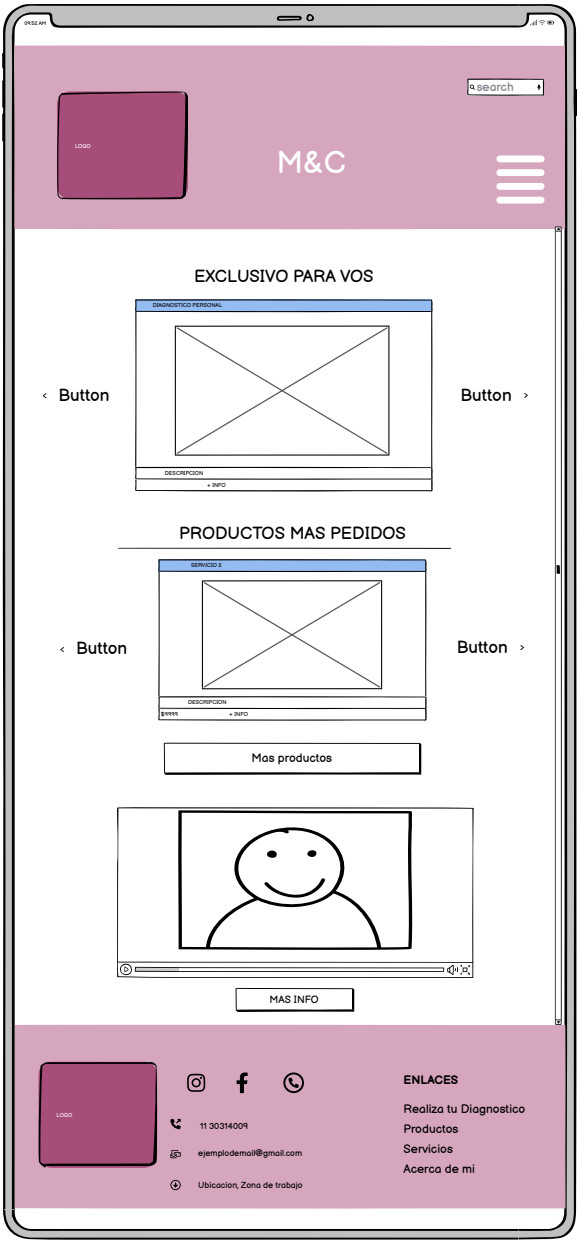 09:52 AM
search
LOGO
M&C
EXCLUSIVO PARA VOS
DIAGNOSTICO PERSONAL
< Button
Button >
DESCRIPCION
+ INFO
PRODUCTOS MAS PEDIDOS
SERVICIO 2
< Button
Button >
DESCRIPCION
$9999 + INFO
Mas productos
MAS INFO
LOGO
11 30314009
ejemplodemail@gmail.com
Ubicacion, Zona de trabajo
ENLACES
Realiza tu Diagnostico
Productos
Servicios
Acerca de mi